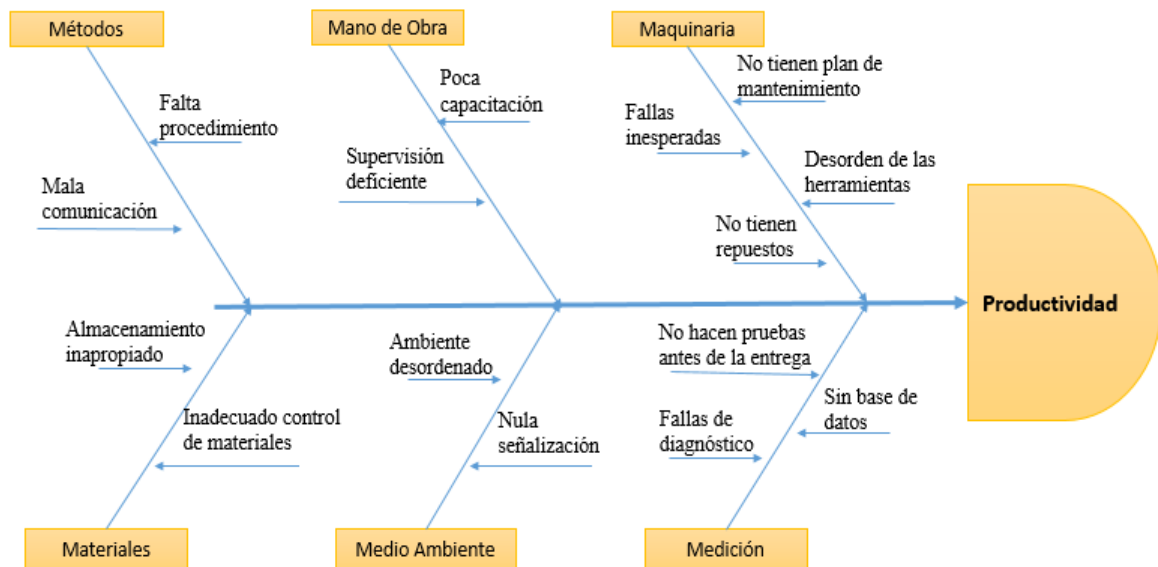 Métodos
Mano de Obra
Maquinaria
Falta
procedimiento
Mala
comunicación
Poca
capacitación
Supervisión
deficiente
No tienen plan de
mantenimiento
Fallas
inesperadas
Desorden de las
herramientas
No tienen
repuestos
Productividad
Almacenamiento
inapropiado
Inadecuado control
de materiales
Ambiente
desordenado
Nula
señalización
No hacen pruebas
antes de la entrega
Sin base de
datos
Fallas de
diagnóstico
Materiales
Medio Ambiente
Medición